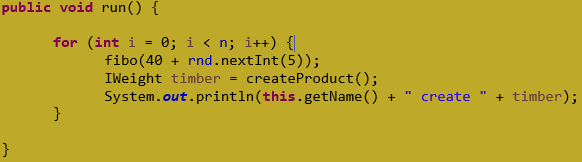 public void run() {
for (int i = 0; i < n; i++) {
fibo(40 + rnd.nextInt(5));
IWeight timber = createProduct();
System.out.println(this.getName() + " create " + timber);
}
}